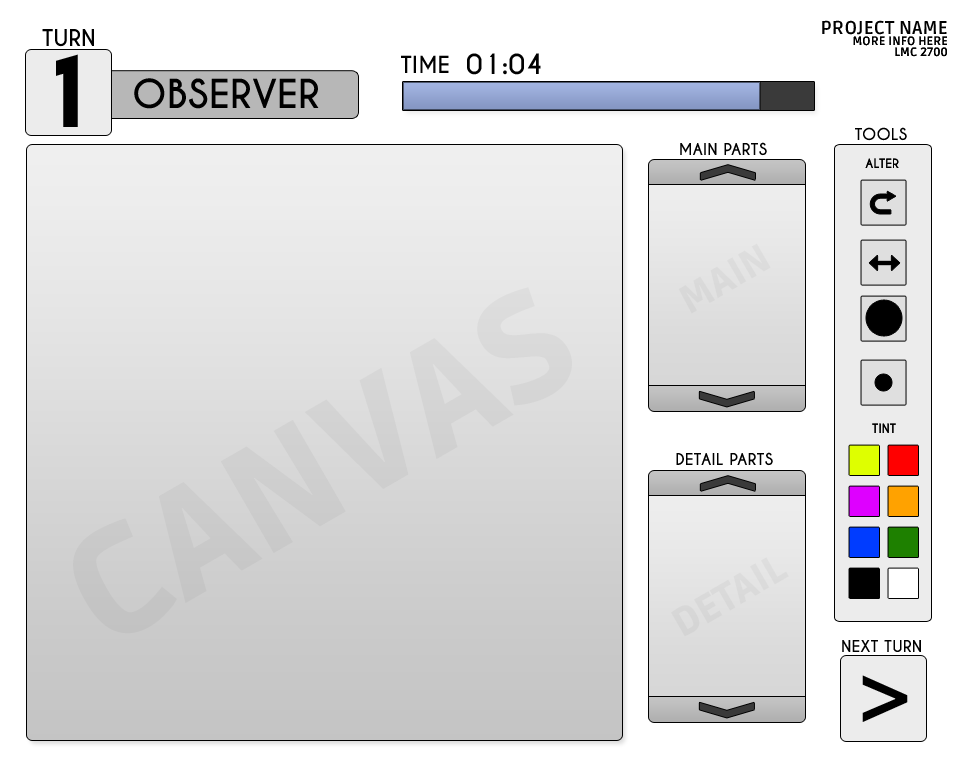 PROJECT NAME
MORE INFO HERE
LMC 2700
TURN
1
OBSERVER
TIME 01:04
CANVAS
MAIN PARTS
MAIN
DETAIL PARTS
DETAIL
TOOLS
ALTER
TINT
NEXT TURN
>